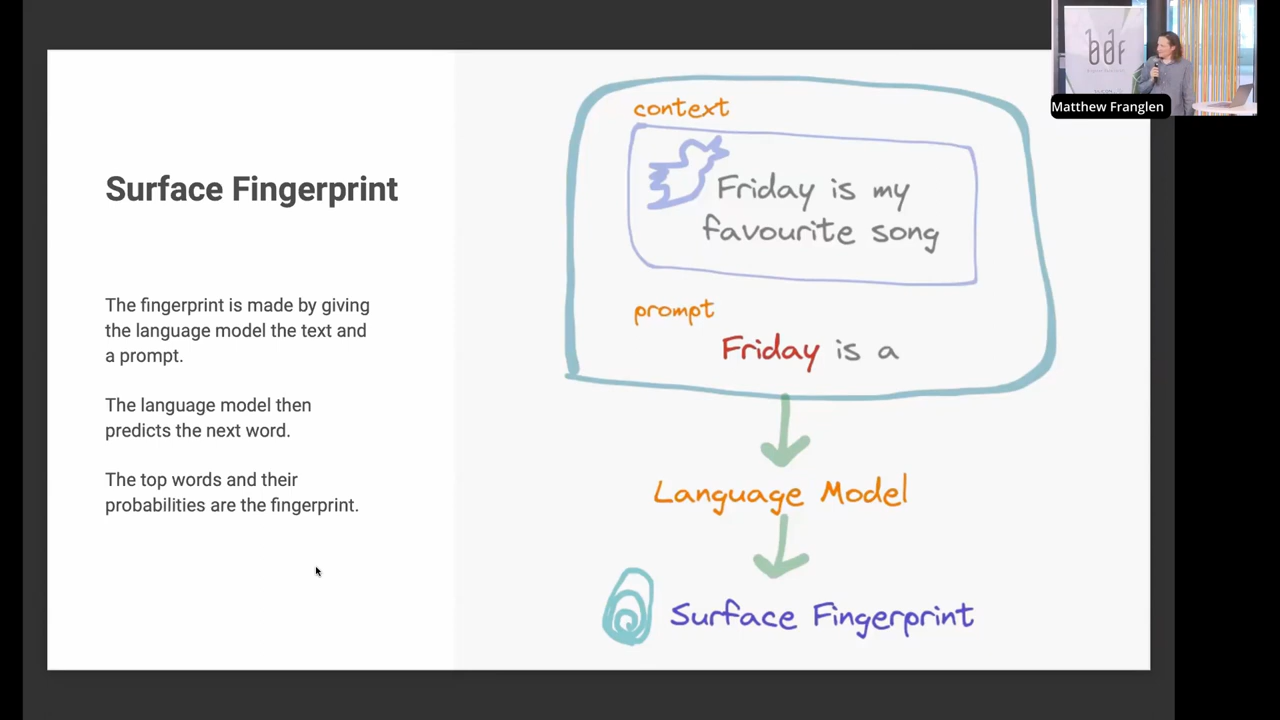 Surface Fingerprint
The fingerprint is made by giving
the language model the text and
a prompt.
The language model then
predicts the next word.
The top words and their
probabilities are the fingerprint.
context
Friday is my
favourite song
prompt
Friday is a
Language Model
Surface Fingerprint
bdf
Matthew Franglen